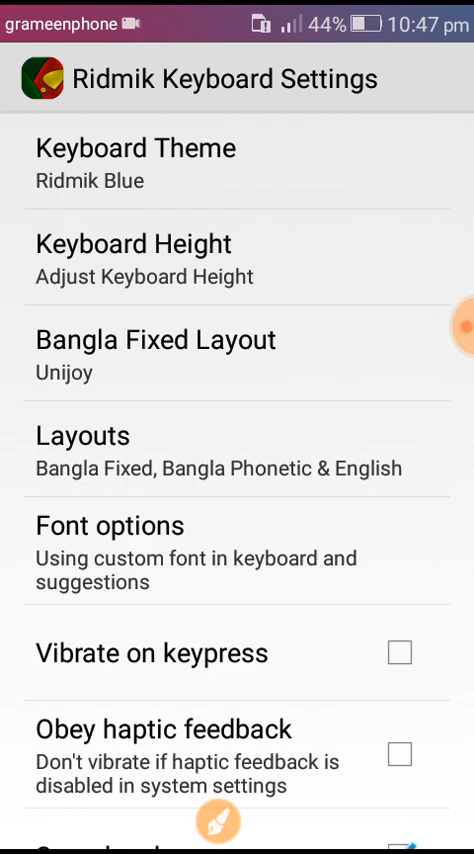 grameenphone 44% 10:47 pm
Ridmik Keyboard Settings
Keyboard Theme
Ridmik Blue
Keyboard Height
Adjust Keyboard Height
Bangla Fixed Layout
Unijoy
Layouts
Bangla Fixed, Bangla Phonetic & English
Font options
Using custom font in keyboard and
suggestions
Vibrate on keypress
Obey haptic feedback
Don't vibrate if haptic feedback is
disabled in system settings